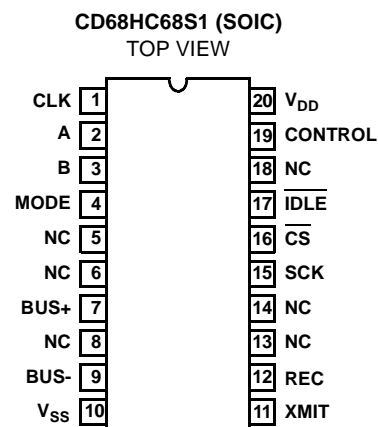 CD68HC68S1 (SOIC)
TOP VIEW
CLK 1 20 VDD
A 2 19 CONTROL
B 3 18 NC
MODE 4 17 IDLE
NC 5 16 CS
NC 6 15 SCK
BUS+ 7 14 NC
NC 8 13 NC
BUS- 9 12 REC
VSS 10 11 XMIT